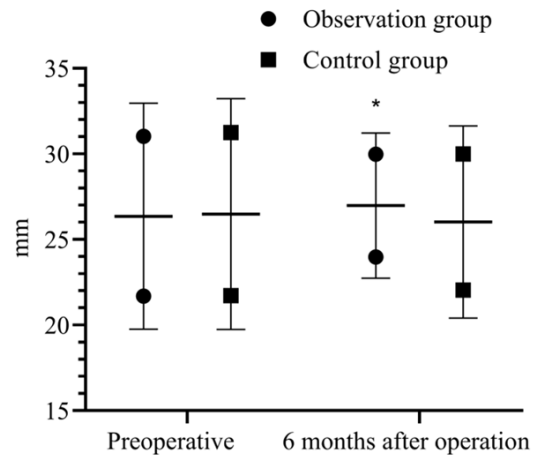 Observation group
Control group
35
*
30
25
20
15
mm
Preoperative
6 months after operation